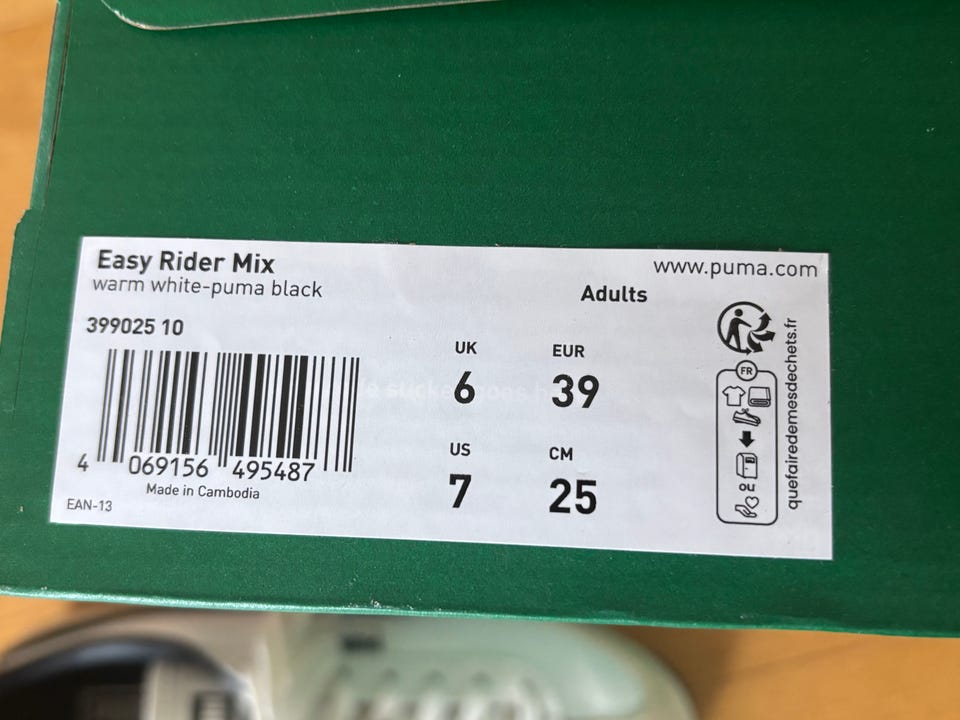 Easy Rider Mix
warm white-puma black
www.puma.com
Adults
399025 10
UK
6
EUR
39
US
7
CM
25
4 069156 495487
Made in Cambodia
EAN-13
FR
ou
quefairedemesdechets.fr